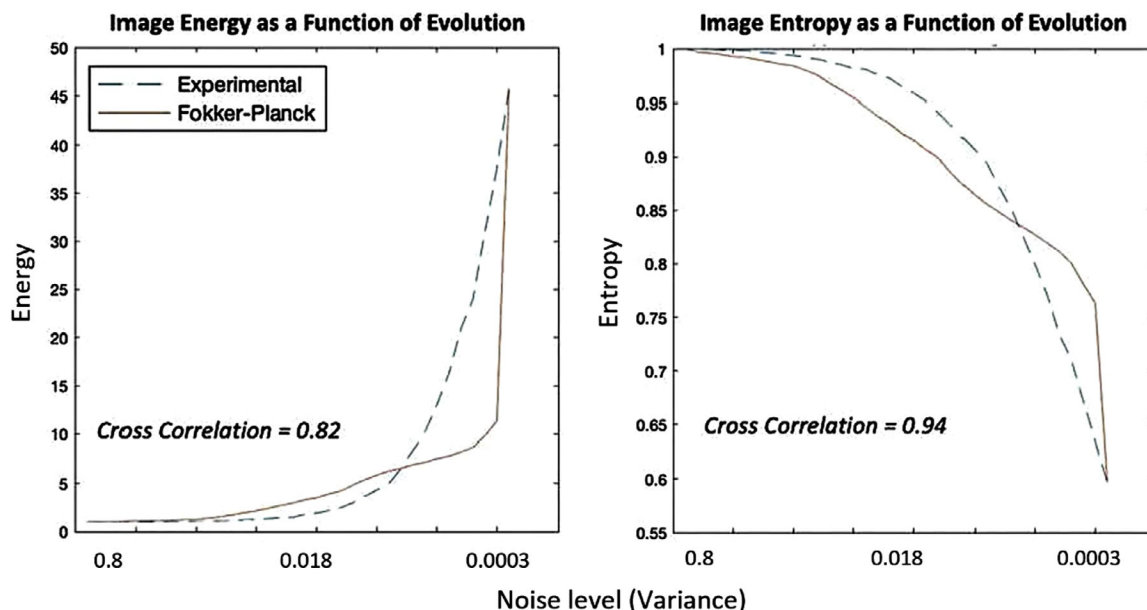 Image Energy as a Function of Evolution
50
45
40
35
30
25
20
15
10
5
0
Energy
Experimental
Fokker-Planck
Cross Correlation = 0.82
0.8 0.018 0.0003
Image Entropy as a Function of Evolution
1
0.95
0.9
0.85
0.8
0.75
0.7
0.65
0.6
0.55
Entropy
Cross Correlation = 0.94
0.8 0.018 0.0003
Noise level (Variance)